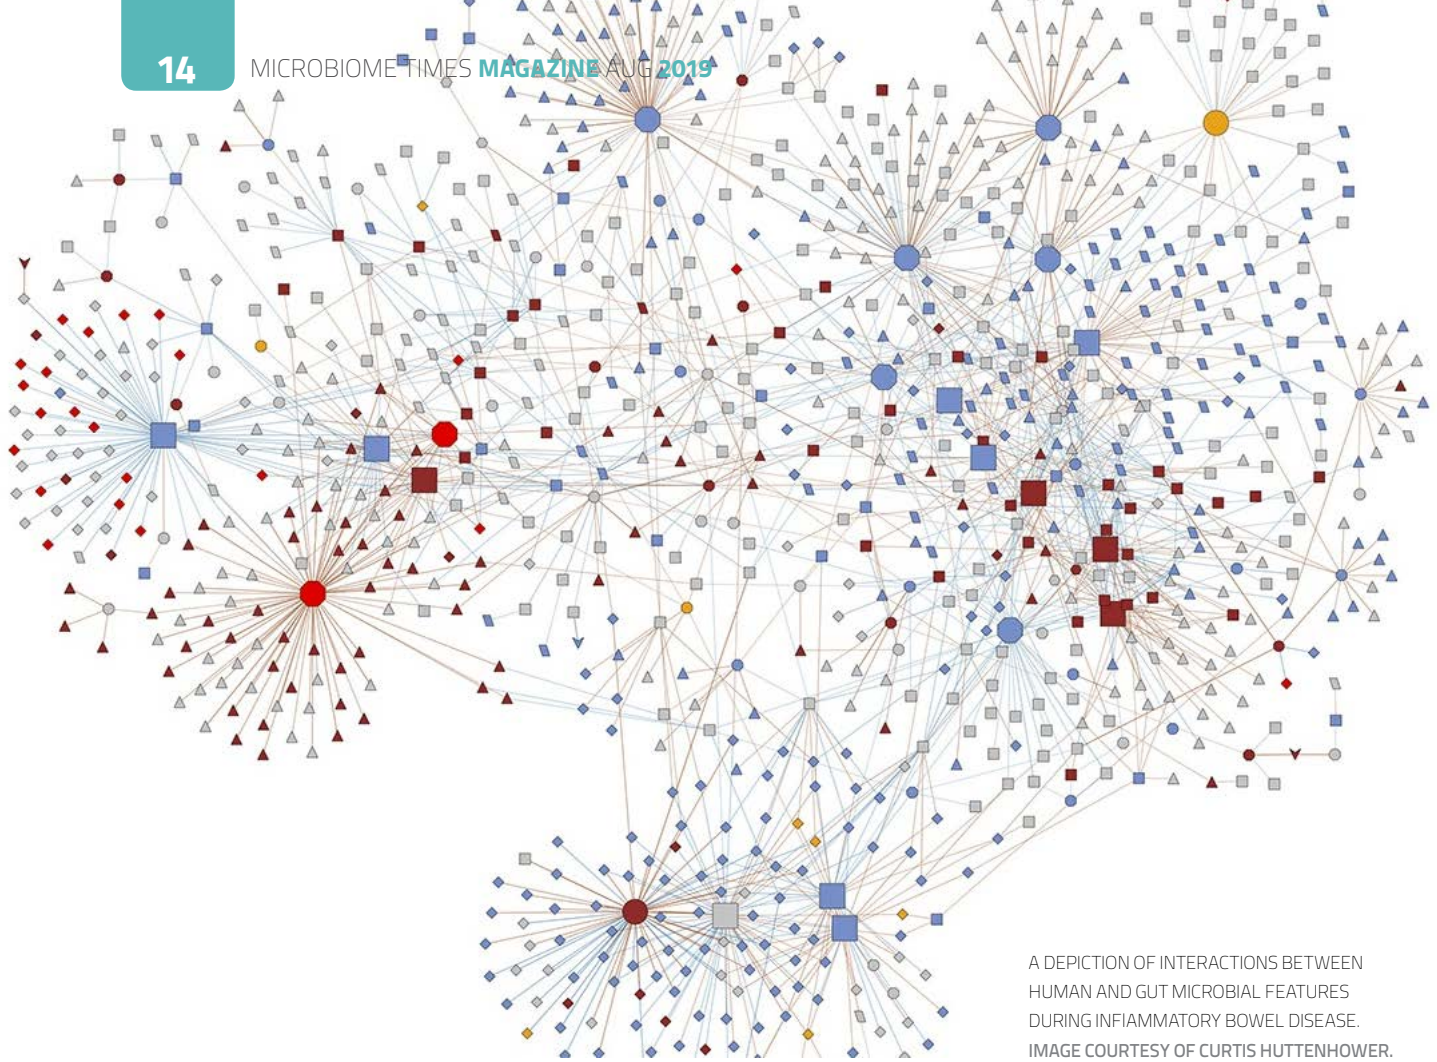 14
MICROBIOME TIMES MAGAZINE AUG 2019
A DEPICTION OF INTERACTIONS BETWEEN
HUMAN AND GUT MICROBIAL FEATURES
DURING INFIAMMATORY BOWEL DISEASE.
IMAGE COURTESY OF CURTIS HUTTENHOWER.